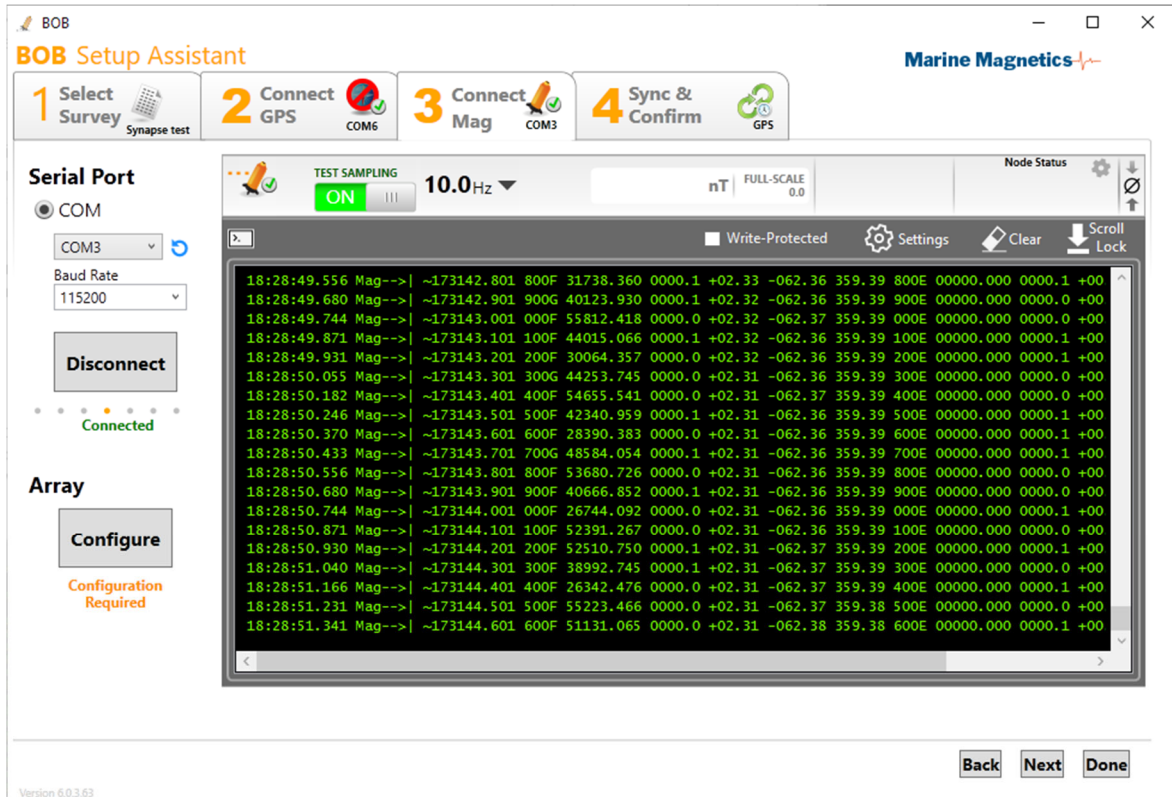 BOB
BOB Setup Assistant
Marine Magnetics
1 Select Survey Synapse test
2 Connect GPS COM6
3 Connect Mag COM3
4 Sync & Confirm GPS
Serial Port
COM
COM3
Baud Rate
115200
Disconnect
Connected
Array
Configure
Configuration
Required
TEST SAMPLING
ON
10.0Hz
nT
FULL-SCALE
0.0
Node Status
Write-Protected
Settings
Clear
Scroll
Lock
18:28:49.556 Mag-->| ~173142.801 800F 31738.360 0000.1 +02.33 -062.36 359.39 800E 00000.000 0000.1 +00
18:28:49.680 Mag-->| ~173142.901 900G 40123.930 0000.1 +02.32 -062.36 359.39 900E 00000.000 0000.0 +00
18:28:49.744 Mag-->| ~173143.001 000F 55812.418 0000.0 +02.32 -062.37 359.39 000E 00000.000 0000.1 +00
18:28:49.871 Mag-->| ~173143.101 100F 44015.066 0000.1 +02.32 -062.36 359.39 100E 00000.000 0000.1 +00
18:28:49.931 Mag-->| ~173143.201 200F 30064.357 0000.0 +02.32 -062.36 359.39 200E 00000.000 0000.1 +00
18:28:50.055 Mag-->| ~173143.301 300G 44253.745 0000.0 +02.31 -062.36 359.39 300E 00000.000 0000.0 +00
18:28:50.182 Mag-->| ~173143.401 400F 54655.541 0000.0 +02.31 -062.37 359.39 400E 00000.000 0000.0 +00
18:28:50.246 Mag-->| ~173143.501 500F 42340.959 0000.1 +02.31 -062.36 359.39 500E 00000.000 0000.1 +00
18:28:50.370 Mag-->| ~173143.601 600F 28390.383 0000.0 +02.31 -062.36 359.39 600E 00000.000 0000.0 +00
18:28:50.433 Mag-->| ~173143.701 700G 48584.054 0000.1 +02.31 -062.36 359.39 700E 00000.000 0000.1 +00
18:28:50.556 Mag-->| ~173143.801 800F 53680.726 0000.0 +02.31 -062.36 359.39 800E 00000.000 0000.0 +00
18:28:50.680 Mag-->| ~173143.901 900F 40666.852 0000.1 +02.31 -062.36 359.39 900E 00000.000 0000.0 +00
18:28:50.744 Mag-->| ~173144.001 000F 26744.092 0000.0 +02.31 -062.36 359.39 000E 00000.000 0000.1 +00
18:28:50.871 Mag-->| ~173144.101 100F 52391.267 0000.0 +02.31 -062.36 359.39 100E 00000.000 0000.0 +00
18:28:50.930 Mag-->| ~173144.201 200F 52510.750 0000.1 +02.31 -062.37 359.39 200E 00000.000 0000.1 +00
18:28:51.040 Mag-->| ~173144.301 300F 38992.745 0000.1 +02.31 -062.37 359.39 300E 00000.000 0000.0 +00
18:28:51.166 Mag-->| ~173144.401 400F 26342.476 0000.0 +02.31 -062.37 359.39 400E 00000.000 0000.1 +00
18:28:51.231 Mag-->| ~173144.501 500F 55223.466 0000.0 +02.31 -062.37 359.38 500E 00000.000 0000.0 +00
18:28:51.341 Mag-->| ~173144.601 600F 51131.065 0000.0 +02.31 -062.38 359.38 600E 00000.000 0000.1 +00
Back
Next
Done
Version 6.0.3.63